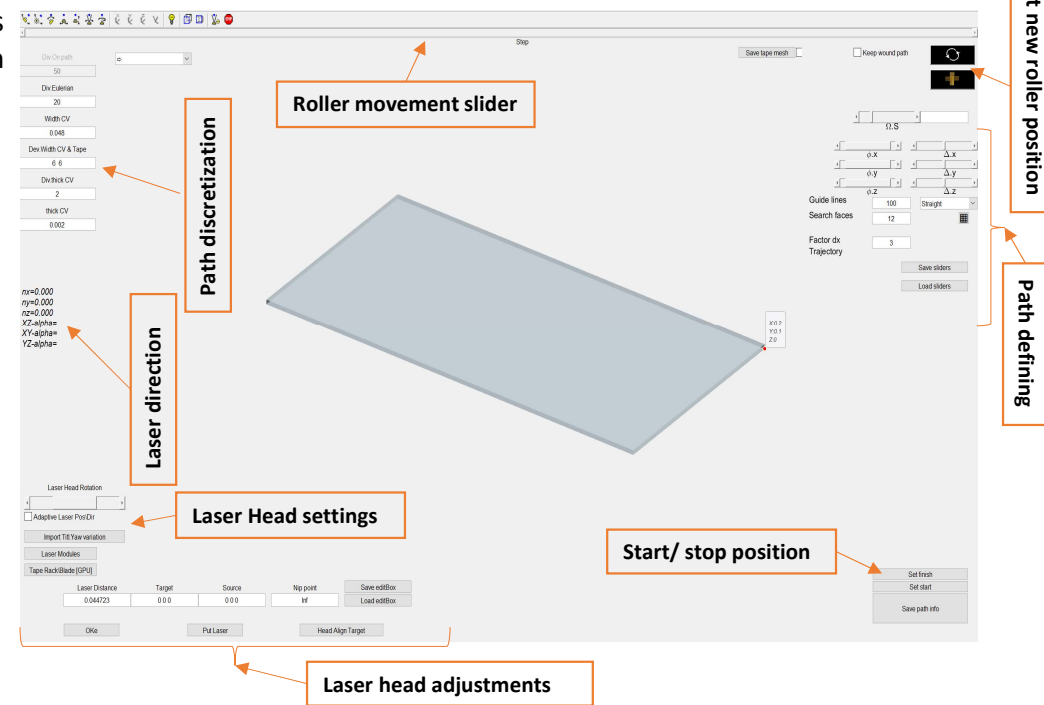 Step
Div.On path
50
Div.Eulerian
20
Width CV
0.048
Dev.Width CV & Tape
6 6
Div.thick CV
2
thick CV
0.002
Path discretization
Roller movement slider
Save tape mesh
Keep wound path
t new roller position
Ω.S
ϕ.x Δ.x
ϕ.y Δ.y
ϕ.z Δ.z
Guide lines 100 Straight
Search faces 12
Factor dx 3
Trajectory
Save sliders
Load sliders
Path defining
nx=0.000
ny=0.000
nz=0.000
XZ-alpha=
XY-alpha=
YZ-alpha=
Laser direction
X:0.2
Y:0.1
Z:0
Laser Head Rotation
Adaptive Laser Pos\Dir
Import Titl Yaw variation
Laser Modules
Tape Rack\Blade [GPU]
Laser Head settings
Start/ stop position
Set finish
Set start
Save path info
Laser Distance Target Source Nip point Save editBox
0.044723 0 0 0 0 0 0 Inf Load editBox
OKe Put Laser Head Align Target
Laser head adjustments